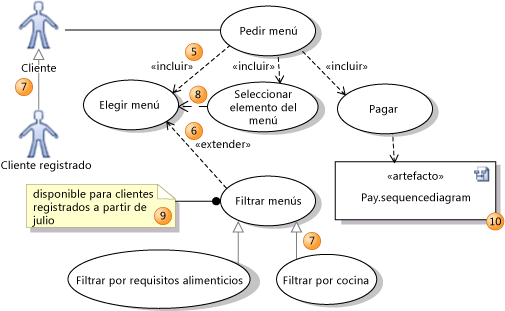 Pedir menú
5
«incluir»
«incluir»
«incluir»
Cliente
7
Elegir menú
8
Seleccionar
elemento del
menú
Pagar
6
«extender»
Cliente registrado
«artefacto»
Pay.sequencediagram
10
disponible para clientes
registrados a partir de
julio
9
Filtrar menús
7
Filtrar por requisitos alimenticios
Filtrar por cocina